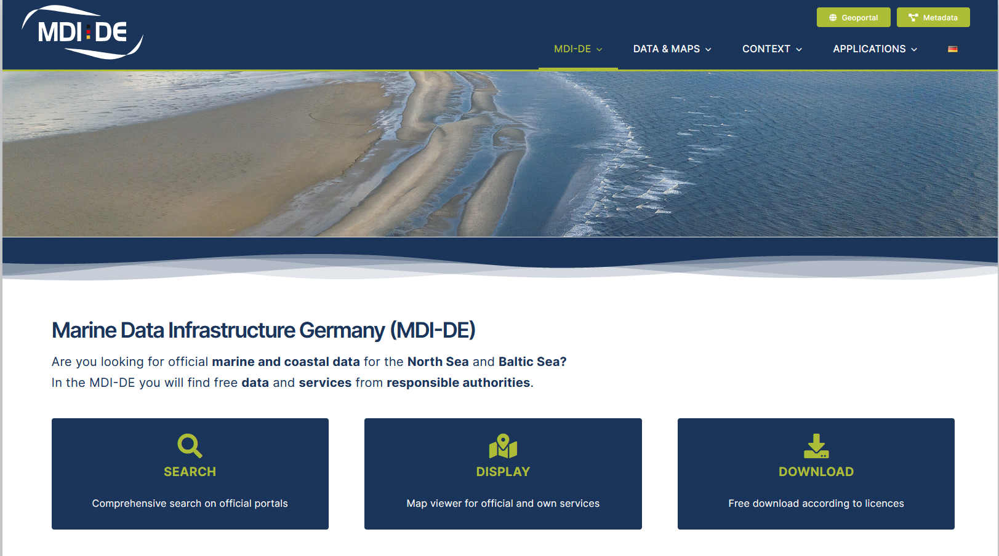 MDI:DE
Geoportal
Metadata
MDI-DE
DATA & MAPS
CONTEXT
APPLICATIONS
Marine Data Infrastructure Germany (MDI-DE)
Are you looking for official marine and coastal data for the North Sea and Baltic Sea?
In the MDI-DE you will find free data and services from responsible authorities.
SEARCH
Comprehensive search on official portals
DISPLAY
Map viewer for official and own services
DOWNLOAD
Free download according to licences